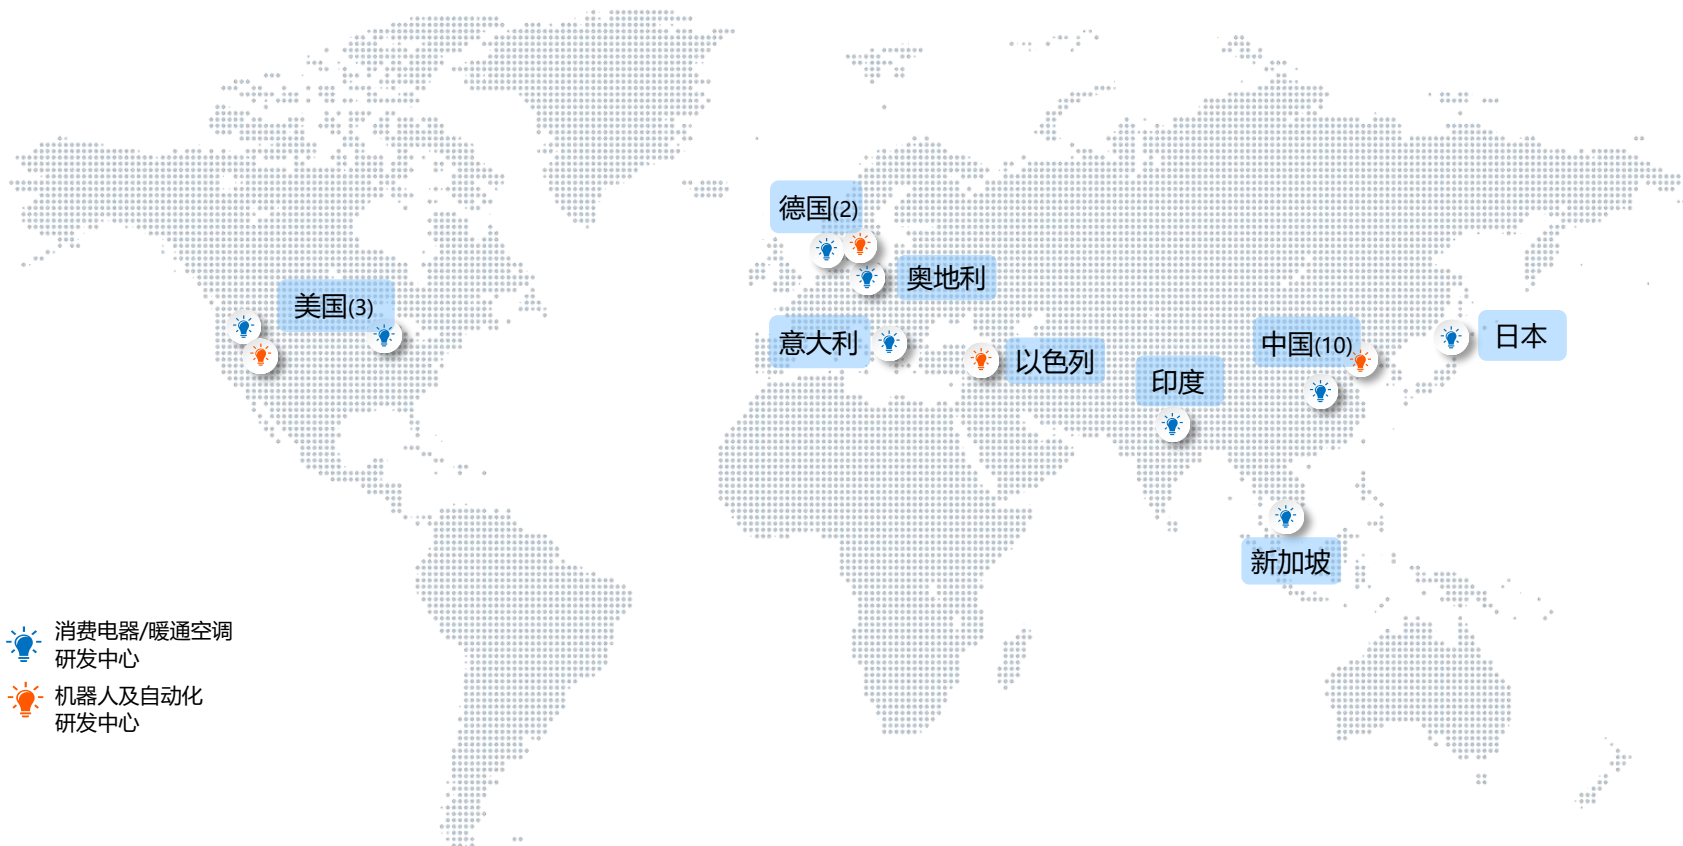 德国(2)
奥地利
美国(3)
意大利
以色列
印度
中国(10)
日本
新加坡
消费电器/暖通空调
研发中心
机器人及自动化
研发中心